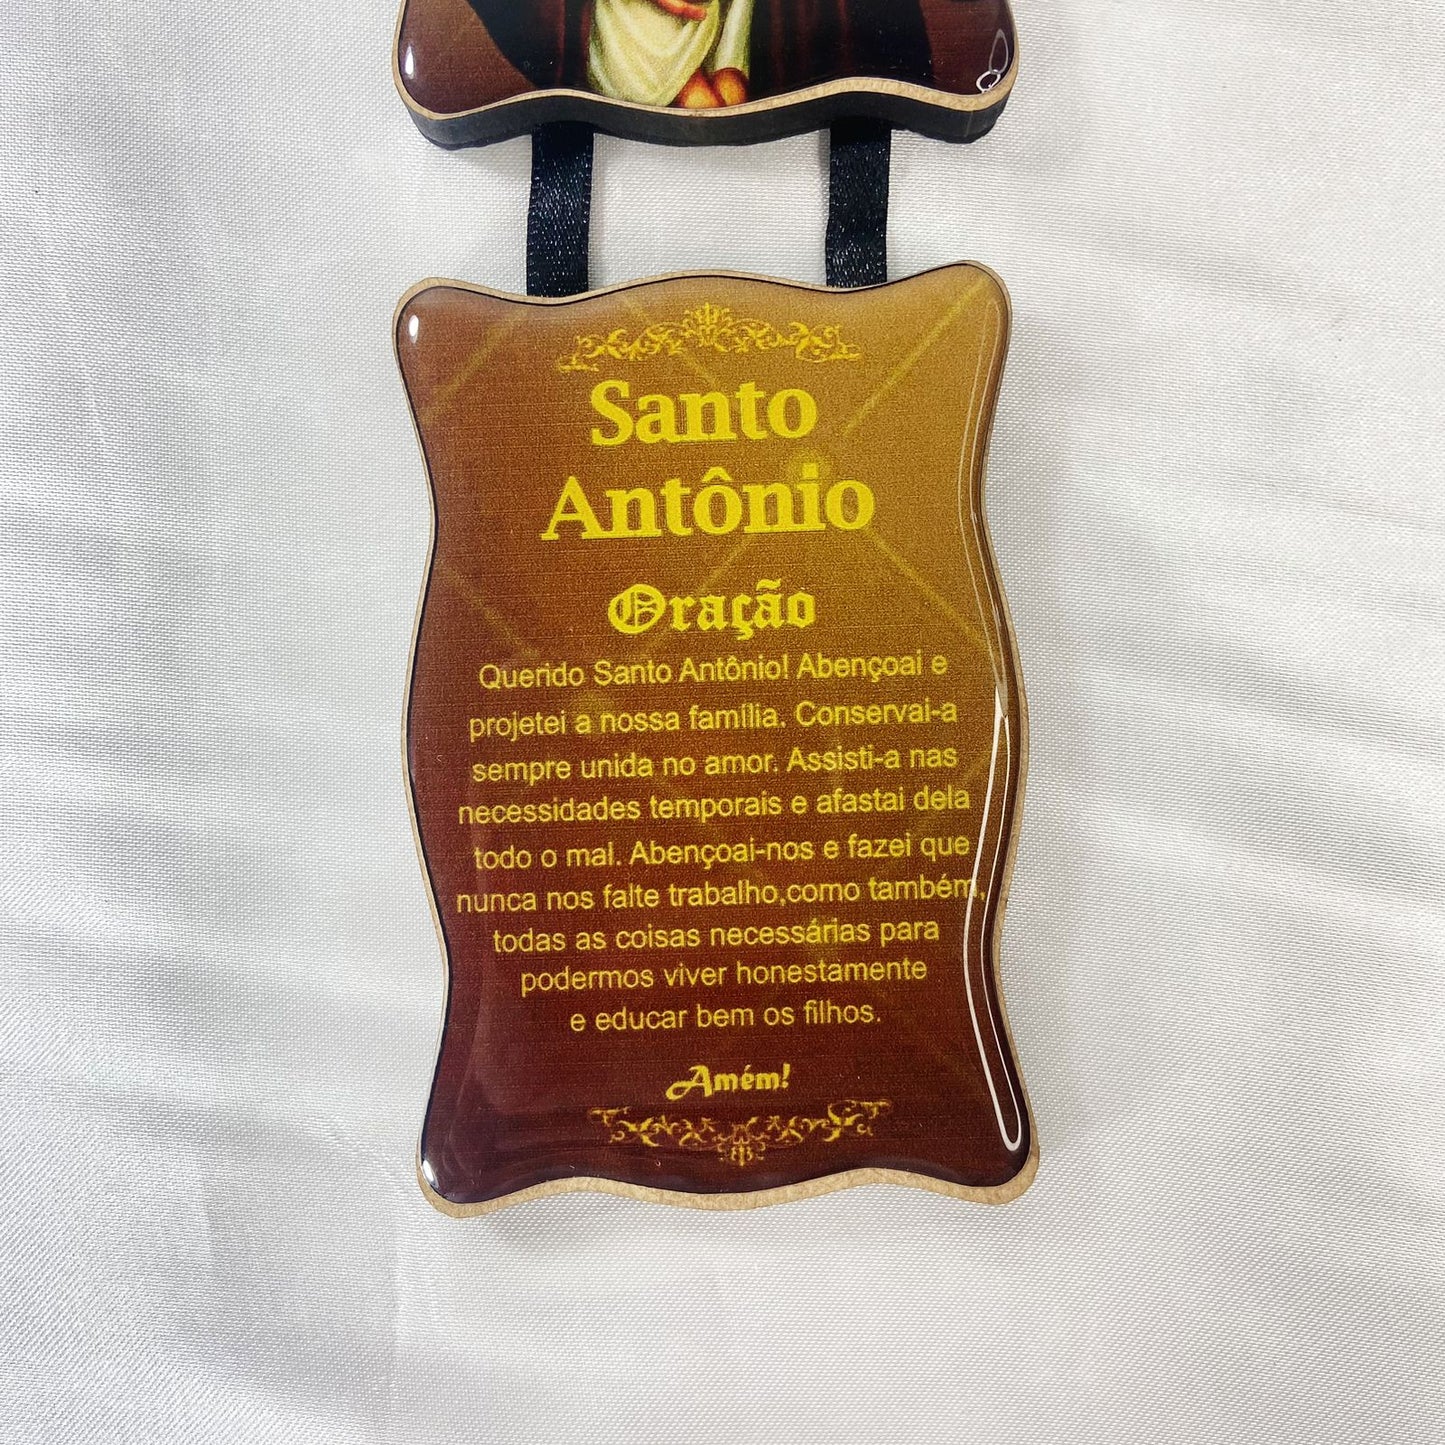 Santo
Antônio
Oração
Querido Santo Antônio! Abençoai e
projetei a nossa família. Conservai-a
sempre unida no amor. Assisti-a nas
necessidades temporais e afastai dela
todo o mal. Abençoai-nos e fazei que
nunca nos falte trabalho,como também,
todas as coisas necessárias para
podermos viver honestamente
e educar bem os filhos.
Amém!